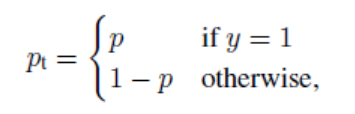 p_t = { p if y = 1
1 − p otherwise,